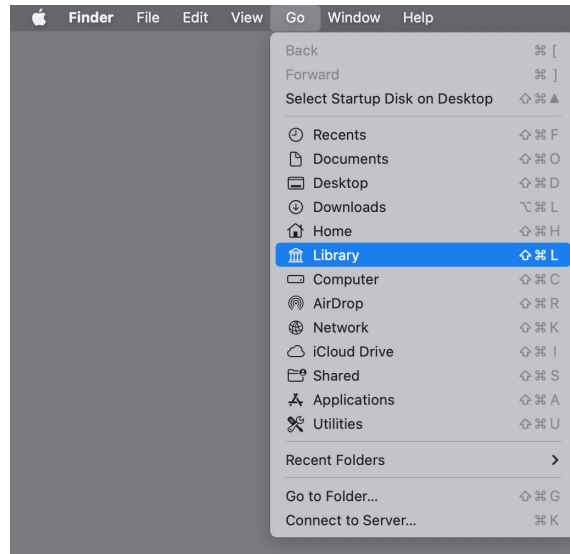 Finder File Edit View Go Window Help
Back ⌘ [
Forward ⌘ ]
Select Startup Disk on Desktop ⇧ ⌘ ▲
Recents ⇧ ⌘ F
Documents ⇧ ⌘ O
Desktop ⇧ ⌘ D
Downloads ⌥ ⌘ L
Home ⇧ ⌘ H
Library ⇧ ⌘ L
Computer ⇧ ⌘ C
AirDrop ⇧ ⌘ R
Network ⇧ ⌘ K
iCloud Drive ⇧ ⌘ I
Shared ⇧ ⌘ S
Applications ⇧ ⌘ A
Utilities ⇧ ⌘ U
Recent Folders
Go to Folder... ⇧ ⌘ G
Connect to Server... ⌘ K